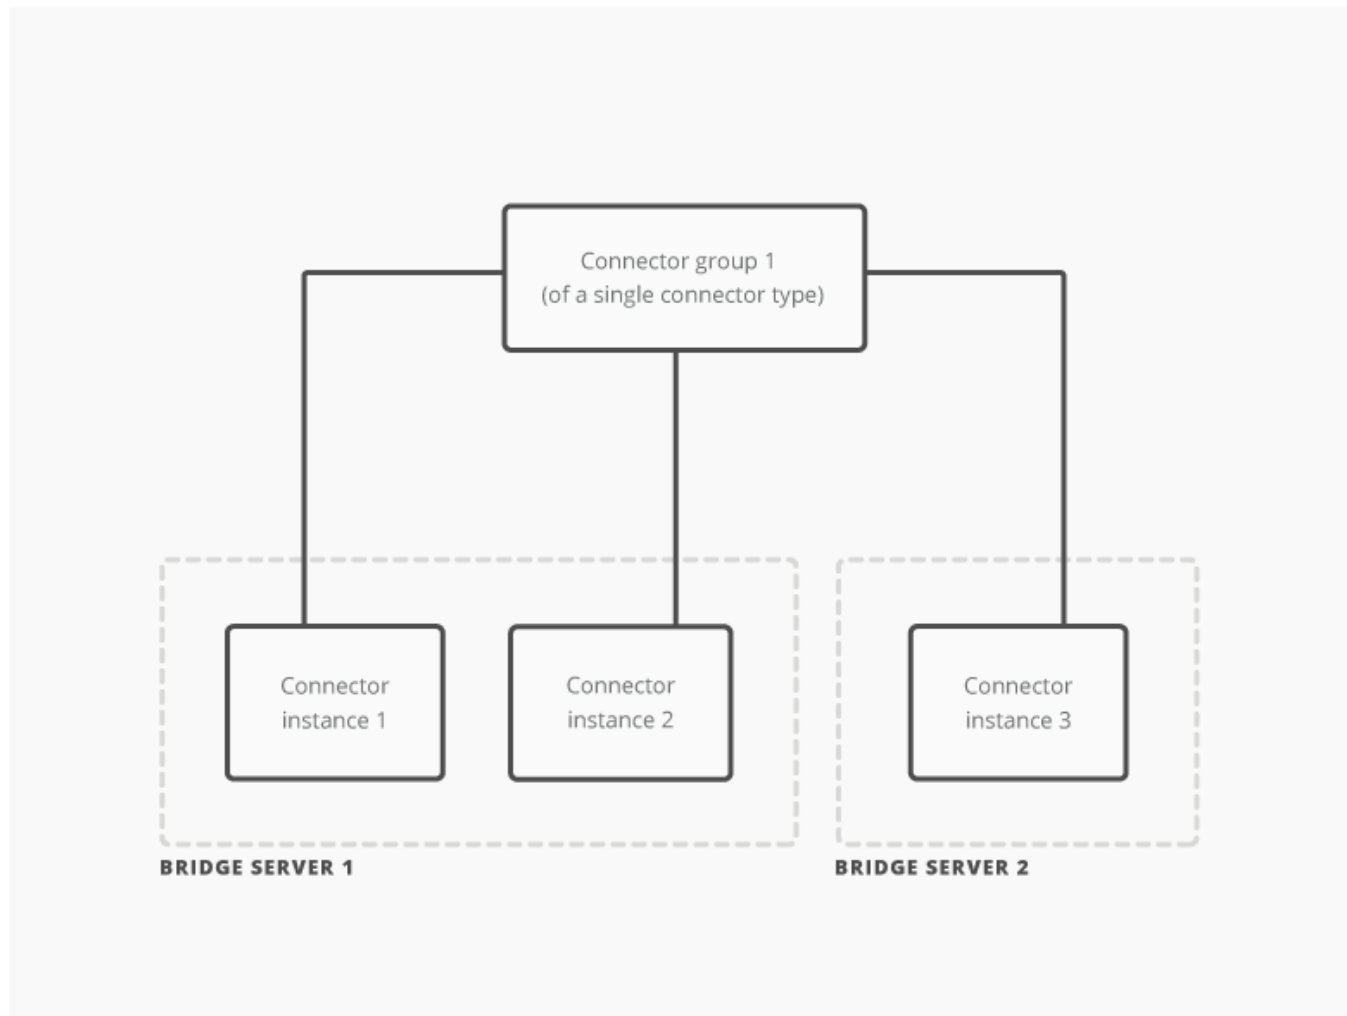 Connector group 1
(of a single connector type)
Connector
instance 1
Connector
instance 2
Connector
instance 3
BRIDGE SERVER 1
BRIDGE SERVER 2